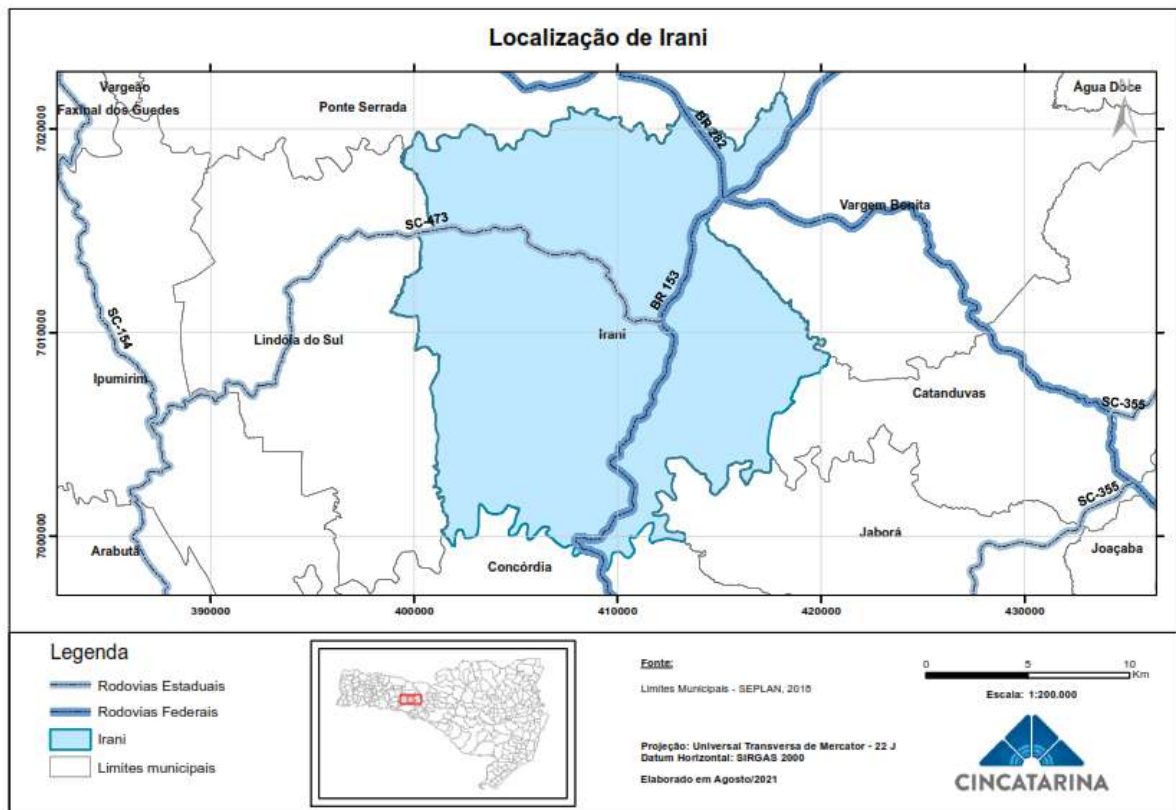 Localização de Irani
Vargeão
Faxinal dos Guedes
Ponte Serrada
Água Doce
BR 282
Vargem Bonita
SC-473
BR 153
SC-154
Irani
Lindóia do Sul
Ipumirim
Catanduvas
SC-355
SC-355
Jaborá
Arabutã
Concórdia
Joaçaba
7020000
7010000
7000000
7020000
7010000
7000000
390000
400000
410000
420000
430000
Legenda
Rodovias Estaduais
Rodovias Federais
Irani
Limites municipais
Fonte:
Limites Municipais - SEPLAN, 2018
Projeção: Universal Transversa de Mercator - 22 J
Datum Horizontal: SIRGAS 2000
Elaborado em Agosto/2021
0 5 10
Km
Escala: 1:200.000
CINCATARINA